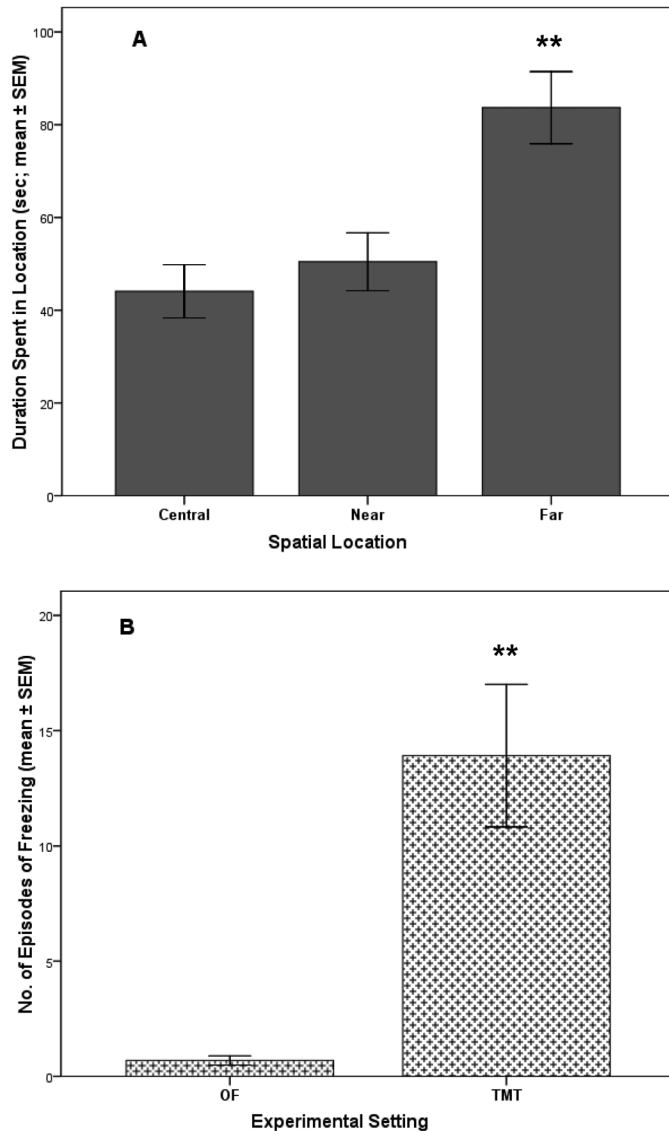 A
**
Duration Spent in Location (sec; mean ± SEM)
100
80
60
40
20
0
Central Near Far
Spatial Location
B
**
No. of Episodes of Freezing (mean ± SEM)
20
15
10
5
0
OF TMT
Experimental Setting